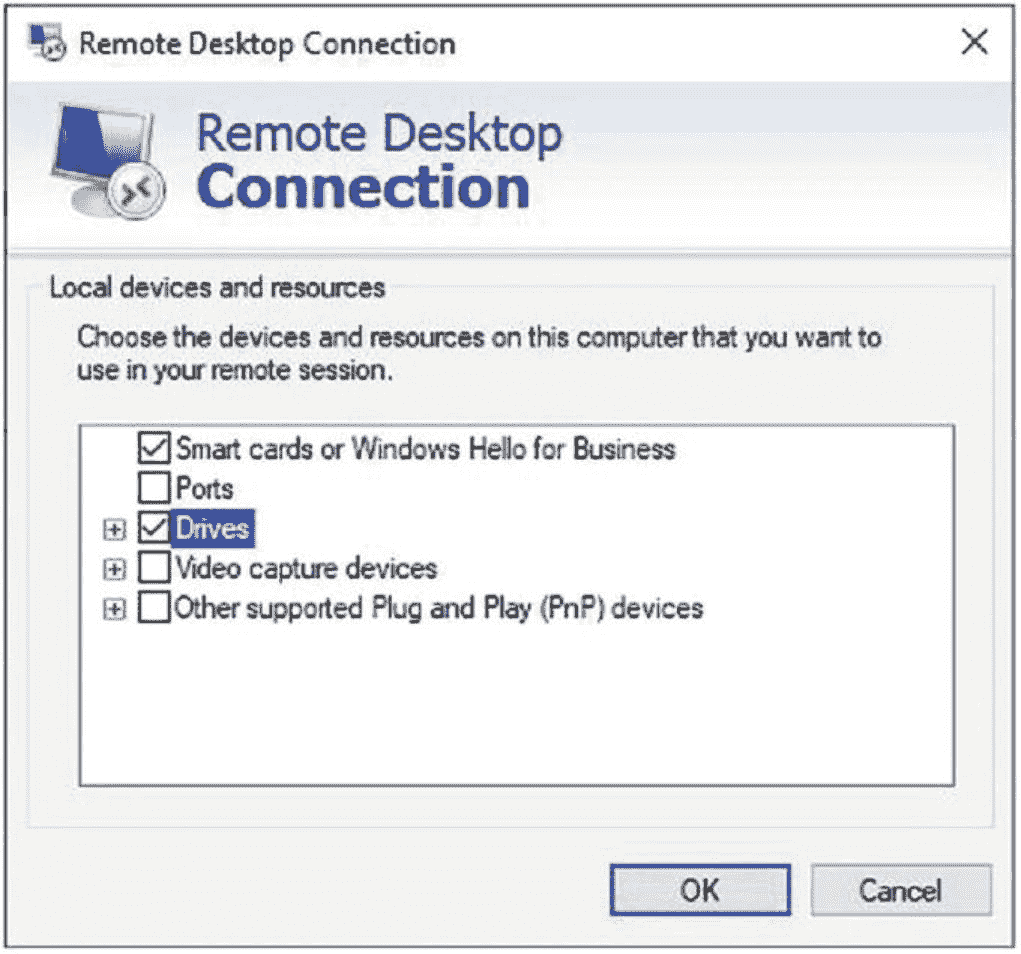 Remote Desktop Connection
Remote Desktop
Connection
Local devices and resources
Choose the devices and resources on this computer that you want to
use in your remote session.
Smart cards or Windows Hello for Business
Ports
Drives
Video capture devices
Other supported Plug and Play (PnP) devices
OK
Cancel